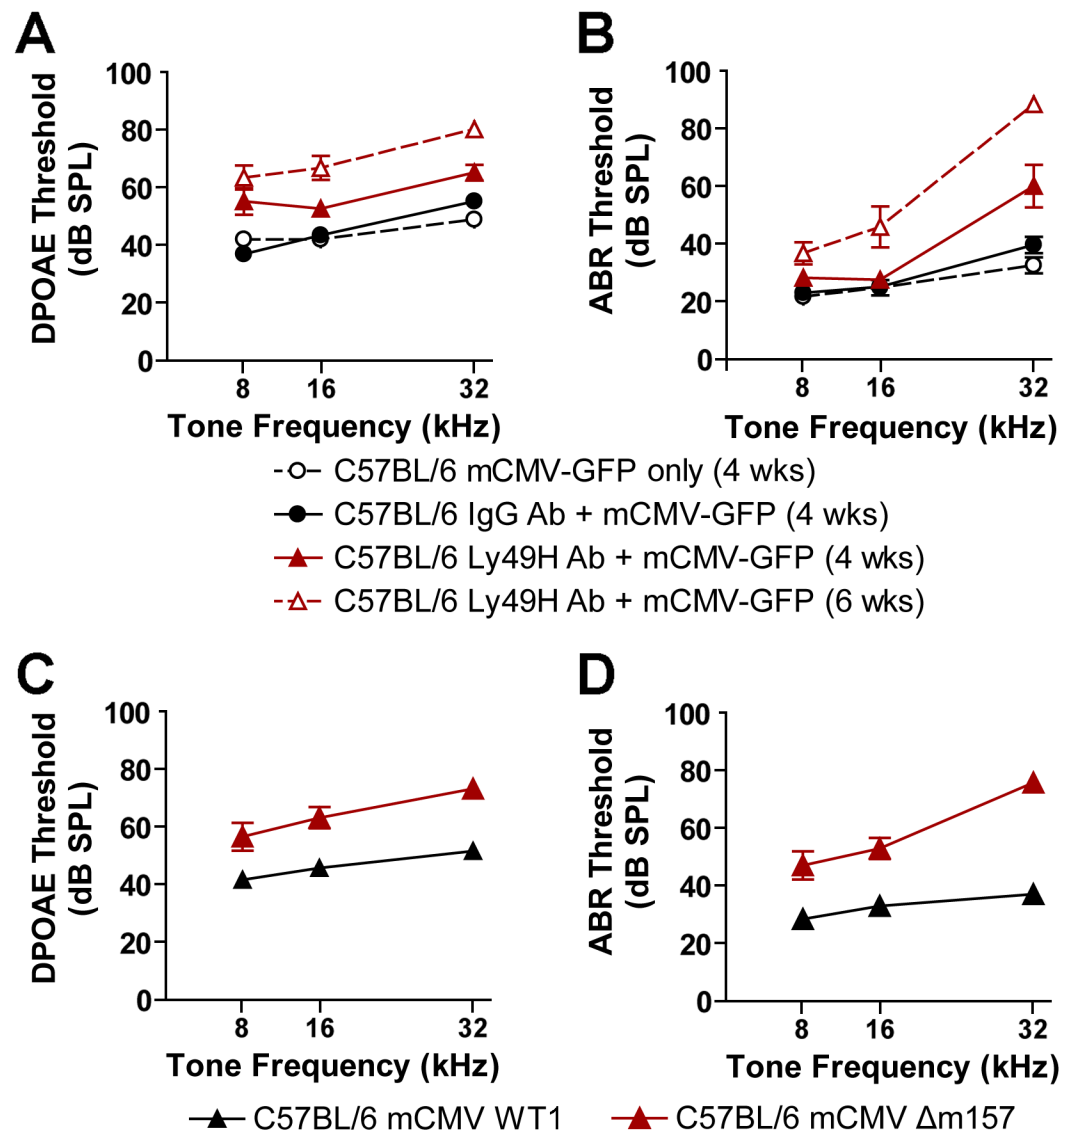 A
B
100
80
60
40
20
0
DPOAE Threshold
(dB SPL)
8 16 32
Tone Frequency (kHz)
100
80
60
40
20
0
ABR Threshold
(dB SPL)
8 16 32
Tone Frequency (kHz)
C57BL/6 mCMV-GFP only (4 wks)
C57BL/6 IgG Ab + mCMV-GFP (4 wks)
C57BL/6 Ly49H Ab + mCMV-GFP (4 wks)
C57BL/6 Ly49H Ab + mCMV-GFP (6 wks)
C
D
100
80
60
40
20
0
DPOAE Threshold
(dB SPL)
8 16 32
Tone Frequency (kHz)
100
80
60
40
20
0
ABR Threshold
(dB SPL)
8 16 32
Tone Frequency (kHz)
C57BL/6 mCMV WT1
C57BL/6 mCMV Δm157